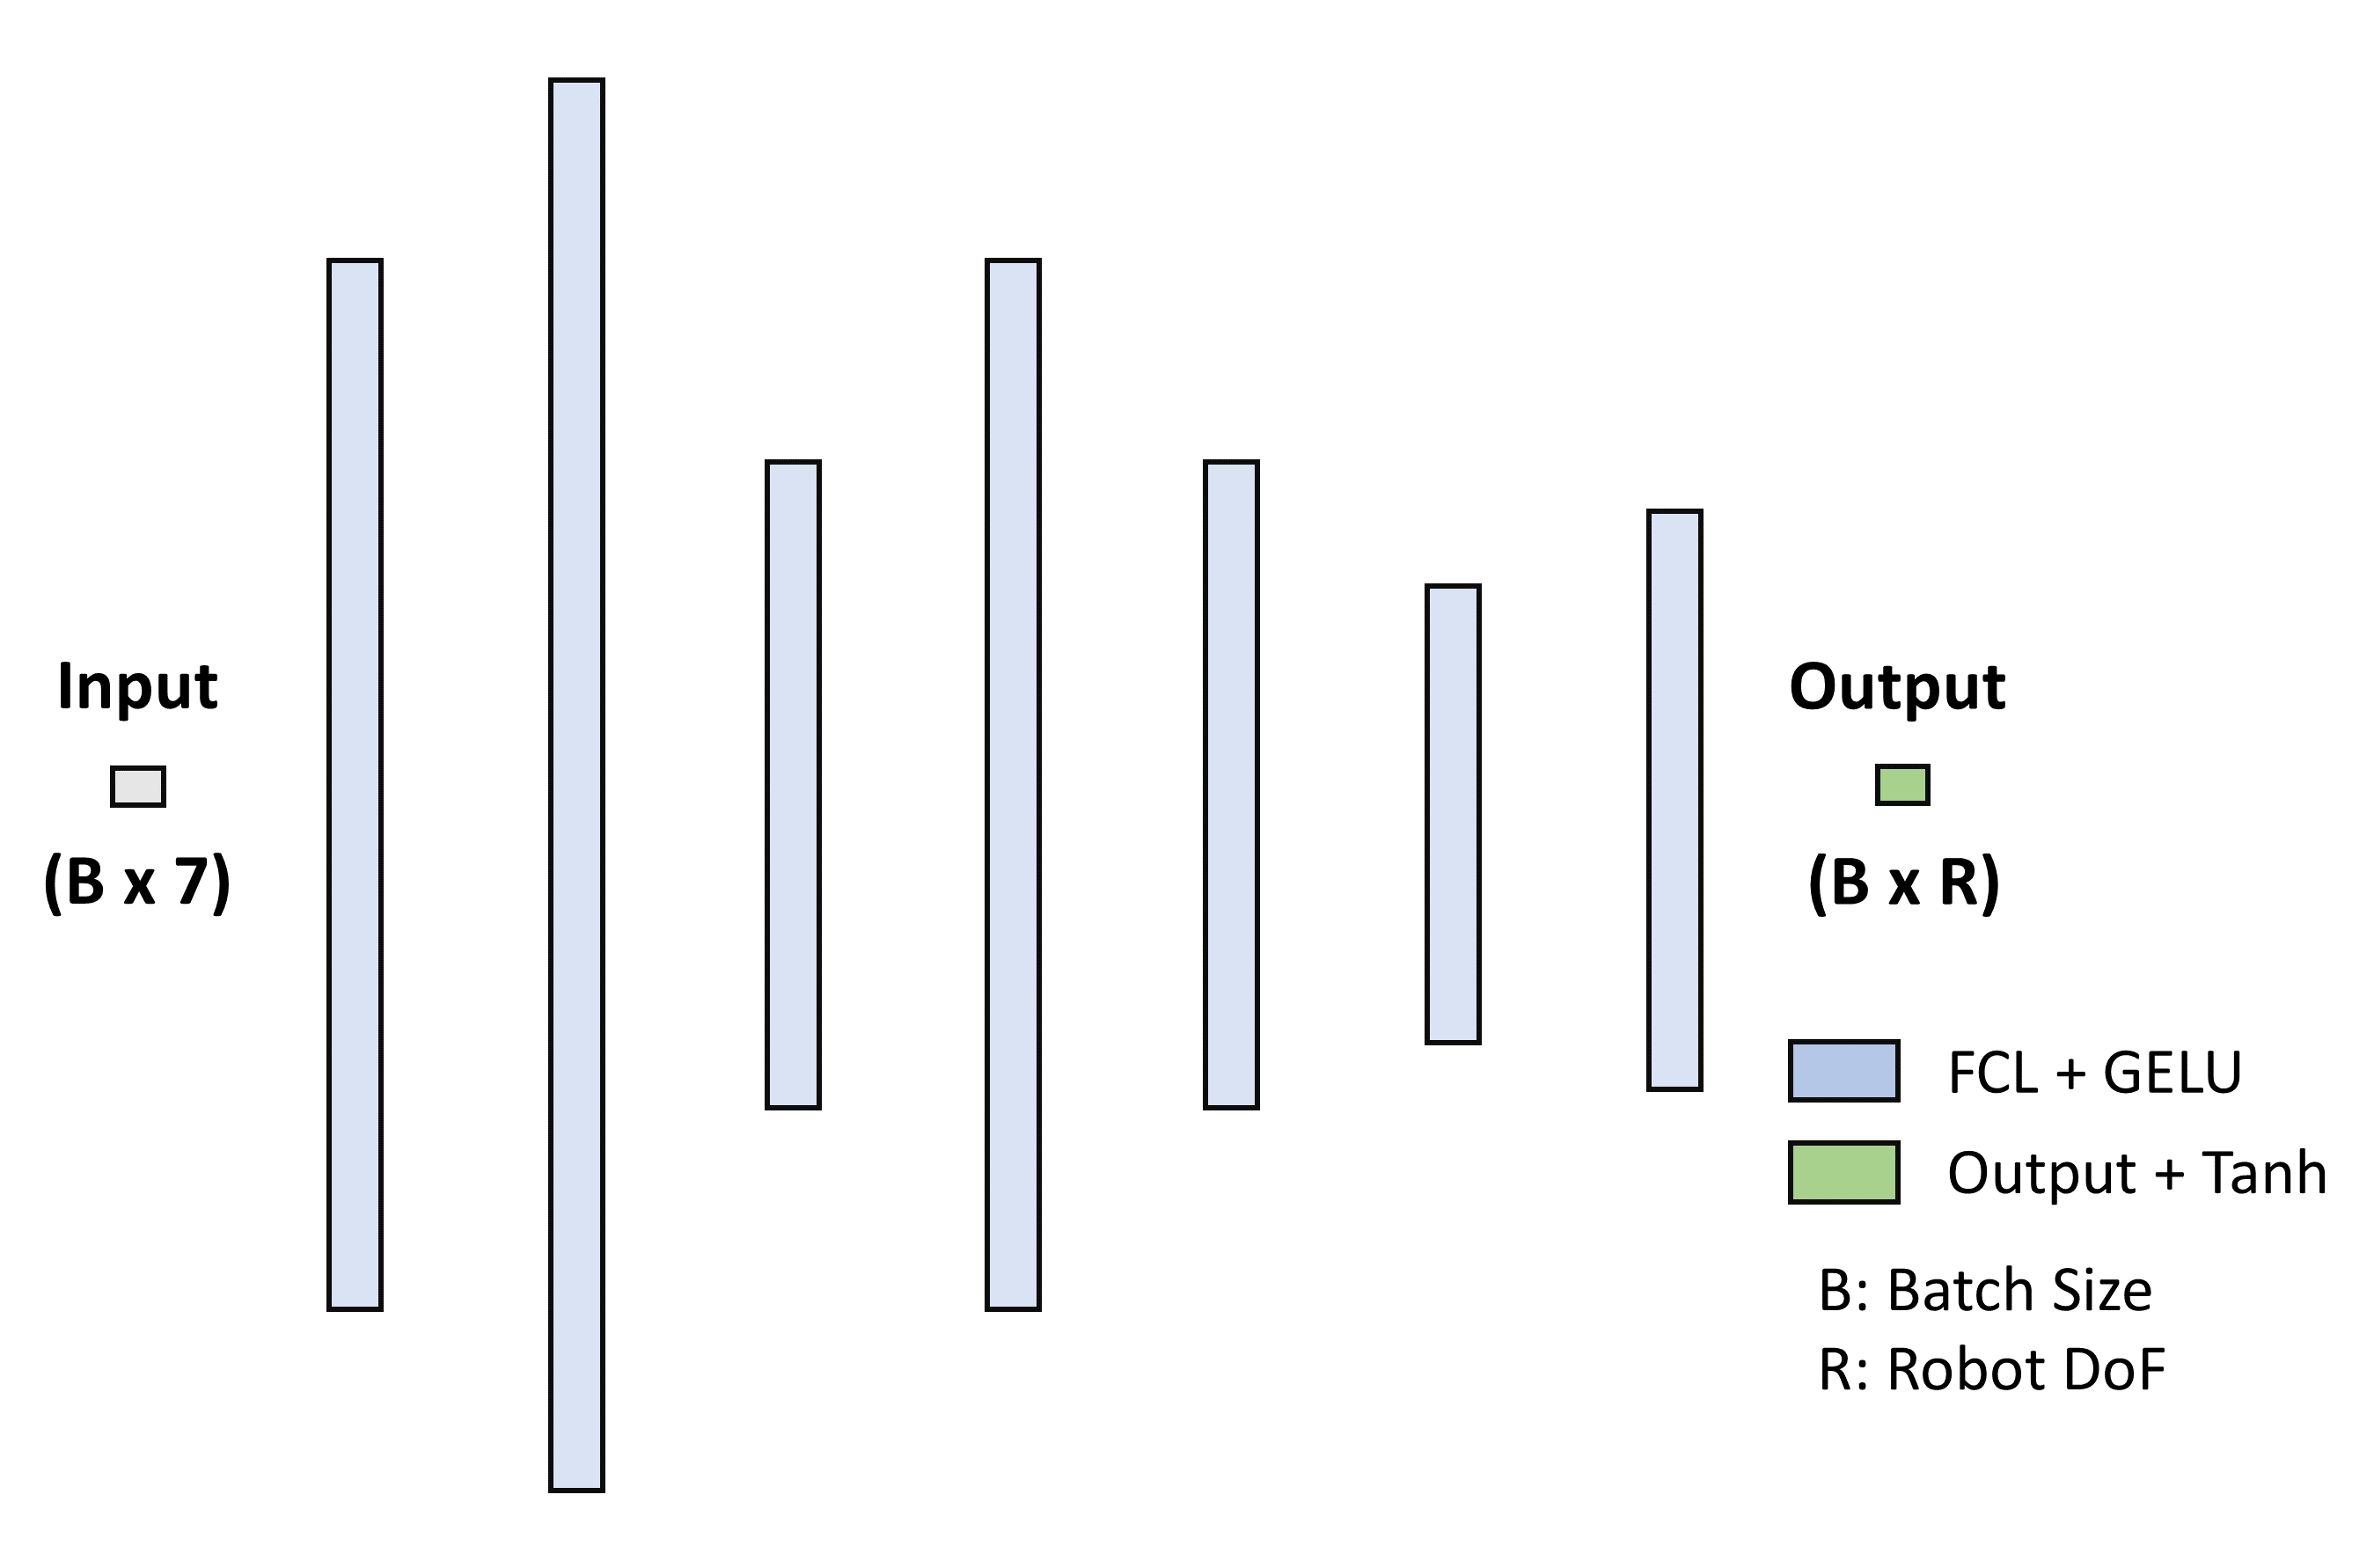 Input
(B x 7)
Output
(B x R)
FCL + GELU
Output + Tanh
B: Batch Size
R: Robot DoF